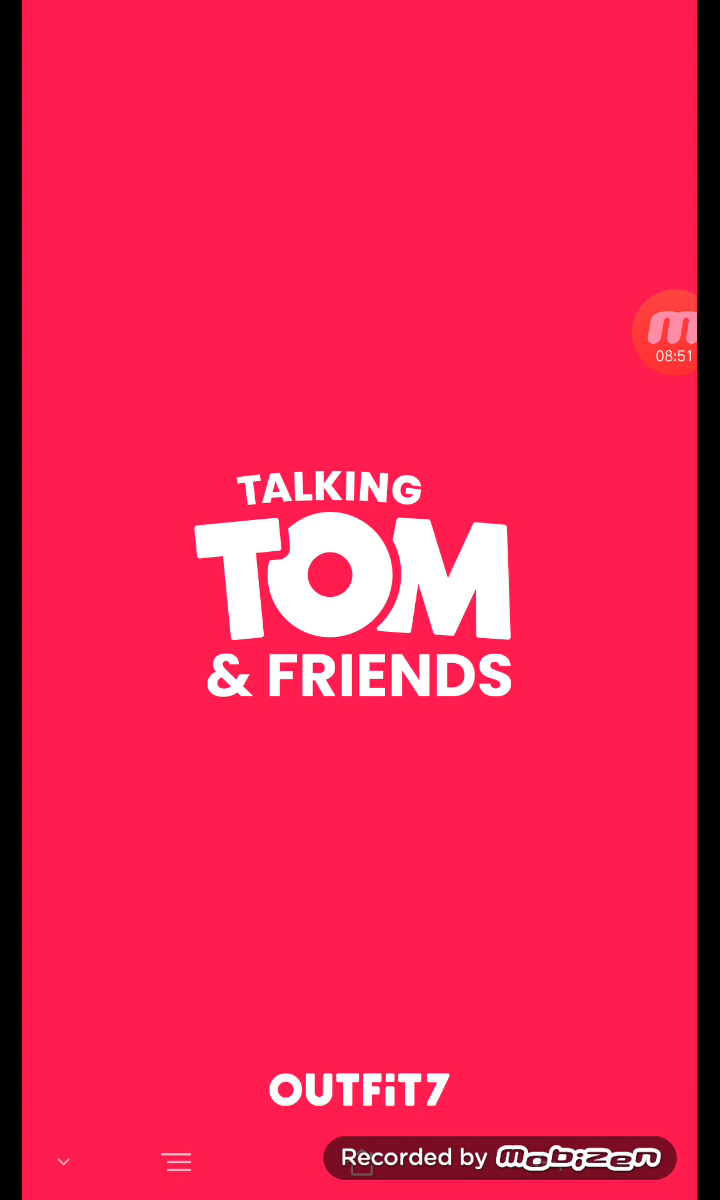 m
08:51
TALKING
TOM
& FRIENDS
OUTFiT7
Recorded by mobizen